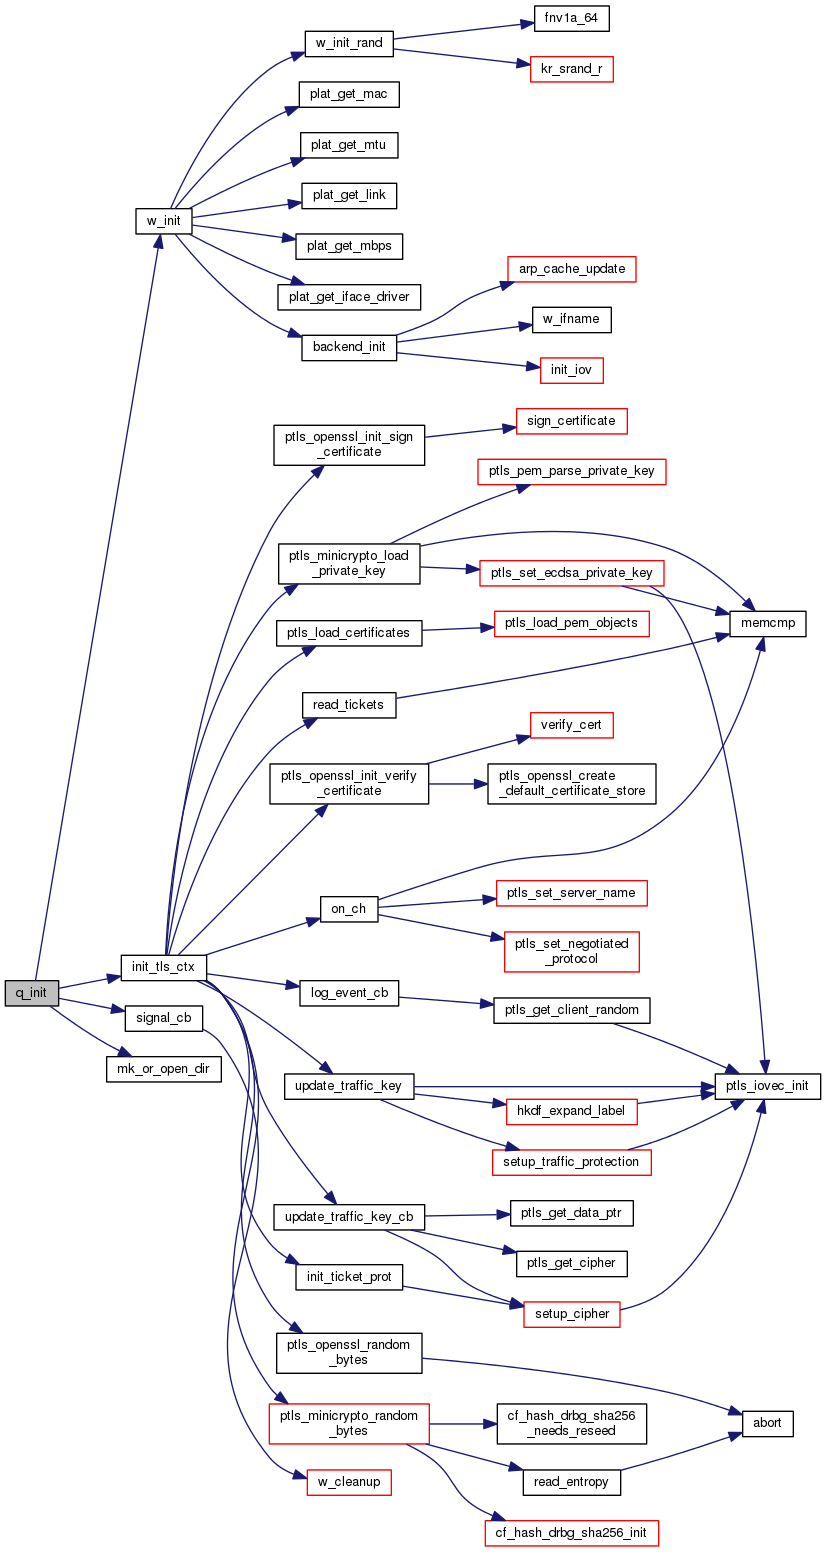 fnv1a_64
w_init_rand
kr_srand_r
plat_get_mac
plat_get_mtu
plat_get_link
w_init
plat_get_mbps
arp_cache_update
plat_get_iface_driver
w_ifname
backend_init
init_iov
sign_certificate
ptls_openssl_init_sign
_certificate
ptls_pem_parse_private_key
ptls_minicrypto_load
_private_key
ptls_set_ecdsa_private_key
memcmp
ptls_load_certificates
ptls_load_pem_objects
read_tickets
verify_cert
ptls_openssl_init_verify
_certificate
ptls_openssl_create
_default_certificate_store
on_ch
ptls_set_server_name
ptls_set_negotiated
_protocol
init_tls_ctx
q_init
log_event_cb
signal_cb
ptls_get_client_random
mk_or_open_dir
update_traffic_key
ptls_iovec_init
hkdf_expand_label
setup_traffic_protection
update_traffic_key_cb
ptls_get_data_ptr
ptls_get_cipher
init_ticket_prot
setup_cipher
ptls_openssl_random
_bytes
ptls_minicrypto_random
_bytes
cf_hash_drbg_sha256
_needs_reseed
abort
w_cleanup
read_entropy
cf_hash_drbg_sha256_init